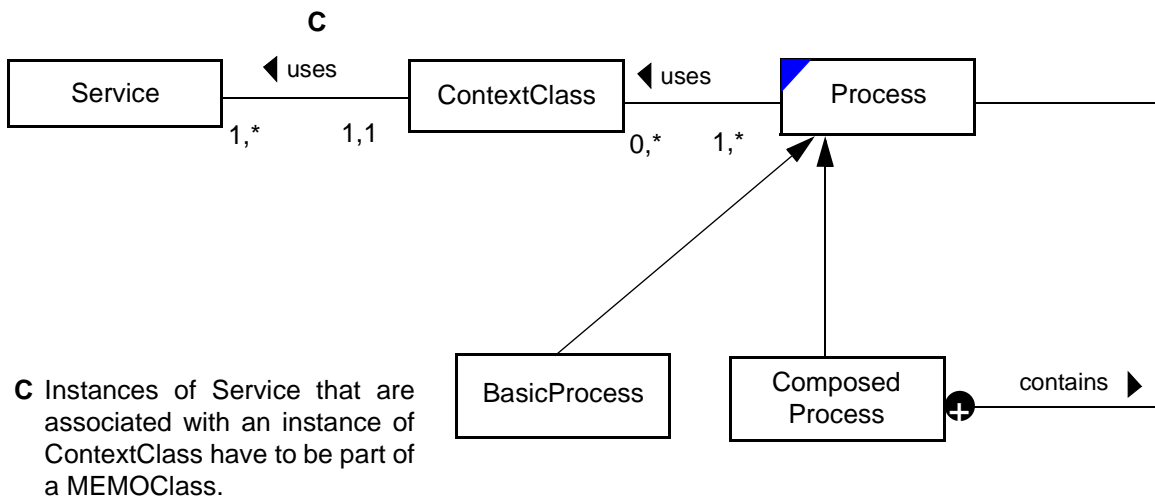 C
uses
uses
Service
ContextClass
Process
1,*
1,1
0,*
1,*
BasicProcess
Composed
Process
contains
C Instances of Service that are
associated with an instance of
ContextClass have to be part of
a MEMOClass.